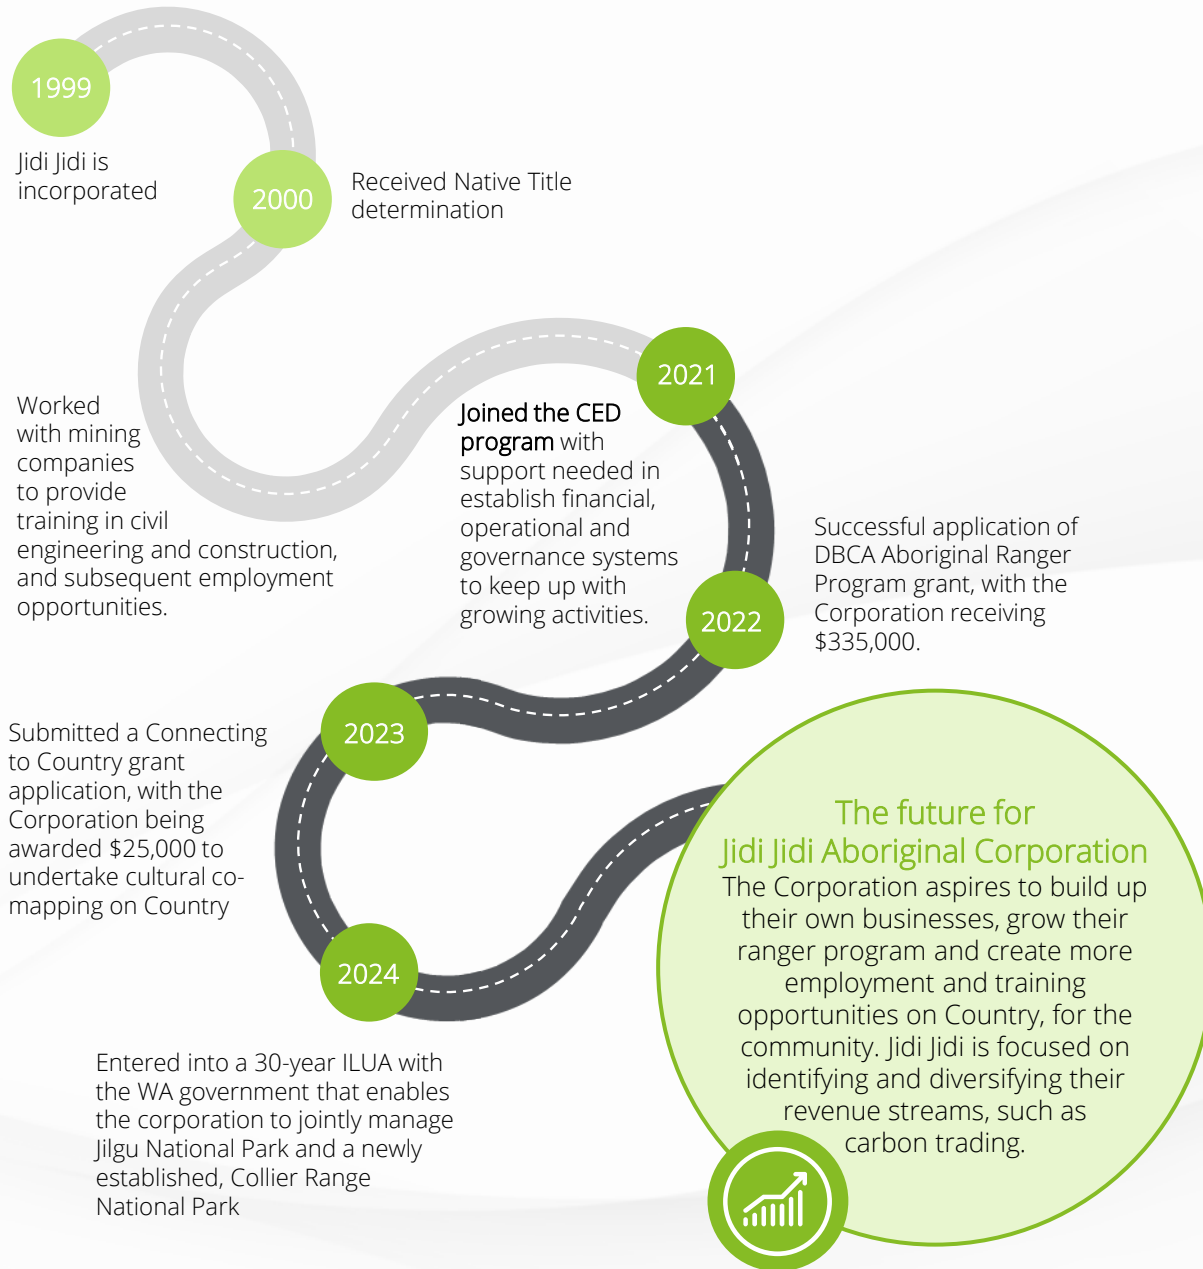 1999
Jidi Jidi is
incorporated
2000
Received Native Title
determination
Worked
with mining
companies
to provide
training in civil
engineering and construction,
and subsequent employment
opportunities.
2021
Joined the CED
program with
support needed in
establish financial,
operational and
governance systems
to keep up with
growing activities.
2022
Successful application of
DBCA Aboriginal Ranger
Program grant, with the
Corporation receiving
$335,000.
2023
Submitted a Connecting
to Country grant
application, with the
Corporation being
awarded $25,000 to
undertake cultural co-
mapping on Country
2024
Entered into a 30-year ILUA with
the WA government that enables
the corporation to jointly manage
Jilgu National Park and a newly
established, Collier Range
National Park
The future for
Jidi Jidi Aboriginal Corporation
The Corporation aspires to build up
their own businesses, grow their
ranger program and create more
employment and training
opportunities on Country, for the
community. Jidi Jidi is focused on
identifying and diversifying their
revenue streams, such as
carbon trading.